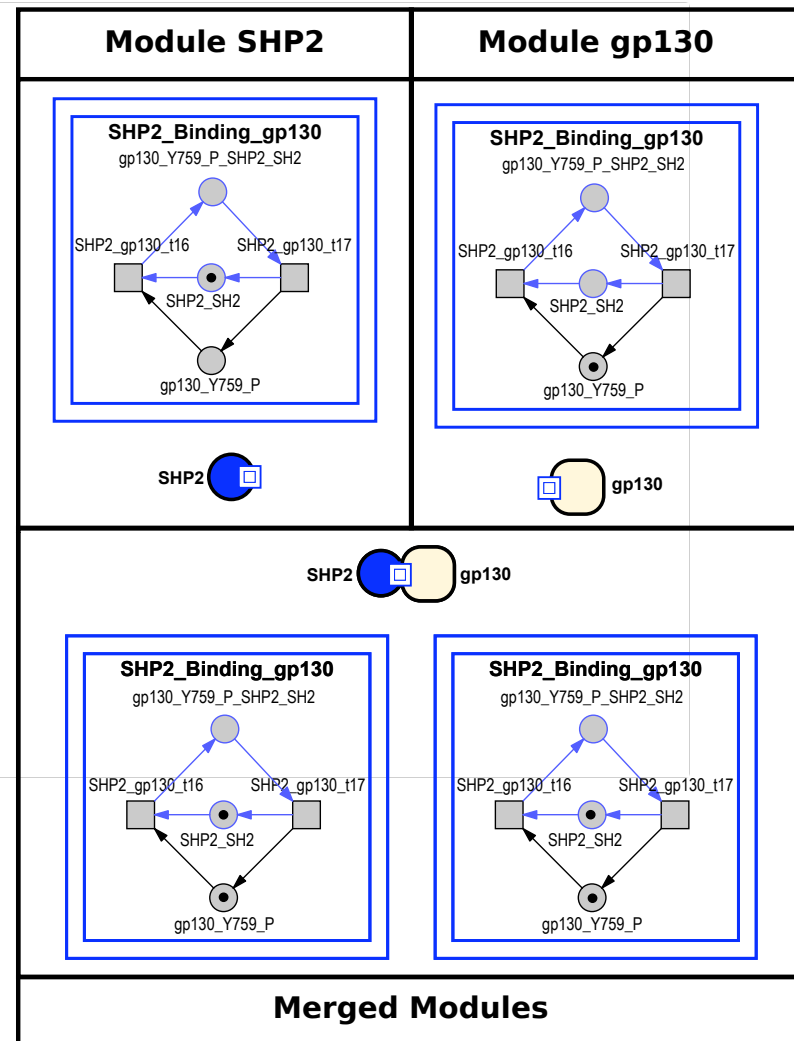 Module SHP2
Module gp130
SHP2_Binding_gp130
gp130_Y759_P_SHP2_SH2
SHP2_gp130_t16
SHP2_gp130_t17
SHP2_SH2
gp130_Y759_P
SHP2
SHP2_Binding_gp130
gp130_Y759_P_SHP2_SH2
SHP2_gp130_t16
SHP2_gp130_t17
SHP2_SH2
gp130_Y759_P
gp130
SHP2
gp130
SHP2_Binding_gp130
gp130_Y759_P_SHP2_SH2
SHP2_gp130_t16
SHP2_gp130_t17
SHP2_SH2
gp130_Y759_P
SHP2_Binding_gp130
gp130_Y759_P_SHP2_SH2
SHP2_gp130_t16
SHP2_gp130_t17
SHP2_SH2
gp130_Y759_P
Merged Modules